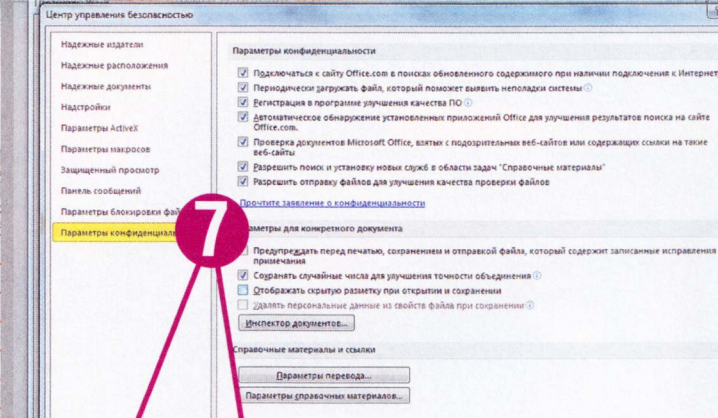 Центр управления безопасностью
Надежные издатели
Надежные расположения
Надежные документы
Надстройки
Параметры ActiveX
Параметры макросов
Защищенный просмотр
Панель сообщений
Параметры блокировки фай
Параметры конфиденциаль
7
Параметры конфиденциальности
Подключаться к сайту Office.com в поисках обновленного содержимого при наличии подключения к Интернет
Периодически загружать файл, который поможет выявить неполадки системы
Регистрация в программе улучшения качества ПО
Автоматическое обнаружение установленных приложений Office для улучшения результатов поиска на сайте
Office.com.
Проверка документов Microsoft Office, взятых с подозрительных веб-сайтов или содержащих ссылки на такие
веб-сайты
Разрешить поиск и установку новых служб в области задач "Справочные материалы"
Разрешить отправку файлов для улучшения качества проверки файлов
Прочтите заявление о конфиденциальности
араметры для конкретного документа
Предупреждать перед печатью, сохранением и отправкой файла, который содержит записанные исправления
примечания
Сохранять случайные числа для улучшения точности объединения
Отображать скрытую разметку при открытии и сохранении
Удалять персональные данные из свойств файла при сохранении
Инспектор документов...
Справочные материалы и ссылки
Параметры перевода...
Параметры справочных материалов...